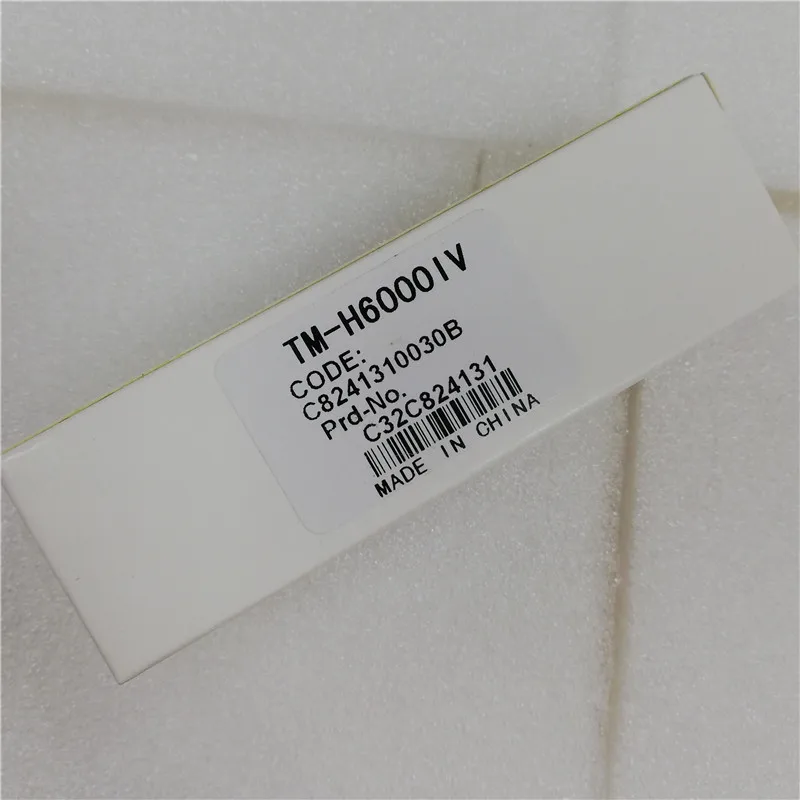 TM-H6000IV
CODE:
C8241310030B
Prd-No.
C32C824131
MADE IN CHINA